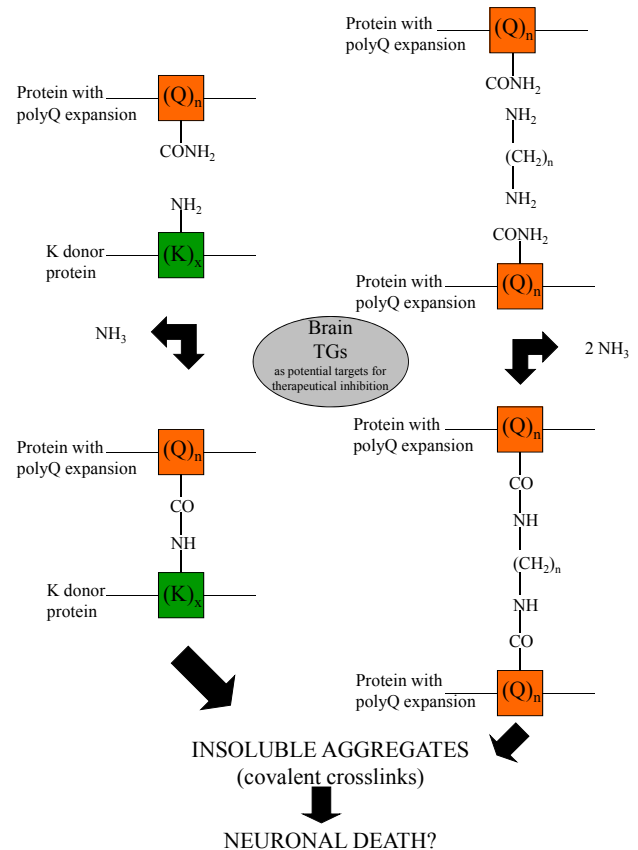 Protein with
polyQ expansion
(Q)n
CONH2
NH2
K donor
protein
(K)x
NH3
Protein with
polyQ expansion
(Q)n
CO
NH
K donor
protein
(K)x
Protein with
polyQ expansion
(Q)n
CONH2
NH2
(CH2)n
NH2
CONH2
Protein with
polyQ expansion
(Q)n
2 NH3
Brain
TGs
as potential targets for
therapeutical inhibition
Protein with
polyQ expansion
(Q)n
CO
NH
(CH2)n
NH
CO
Protein with
polyQ expansion
(Q)n
INSOLUBLE AGGREGATES
(covalent crosslinks)
NEURONAL DEATH?